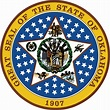 GREAT SEAL OF THE STATE OF OKLAHOMA
1907